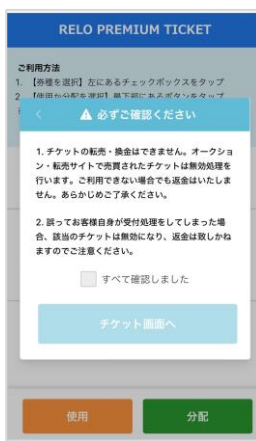 RELO PREMIUM TICKET
ご利用方法
1. 【券種を選択】左にあるチェックボックスをタップ
2. 【使用か分配を選択】最下部にあるボタンをタップ
必ずご確認ください
1. チケットの転売・換金はできません。オークショ
ン・転売サイトで売買されたチケットは無効処理を
行います。ご利用できない場合でも返金はいたしま
せん。あらかじめご了承ください。
2. 誤ってお客様自身が受付処理をしてしまった場
合、該当のチケットは無効になり、返金は致しかね
ますのでご注意ください。
すべて確認しました
チケット画面へ
使用
分配